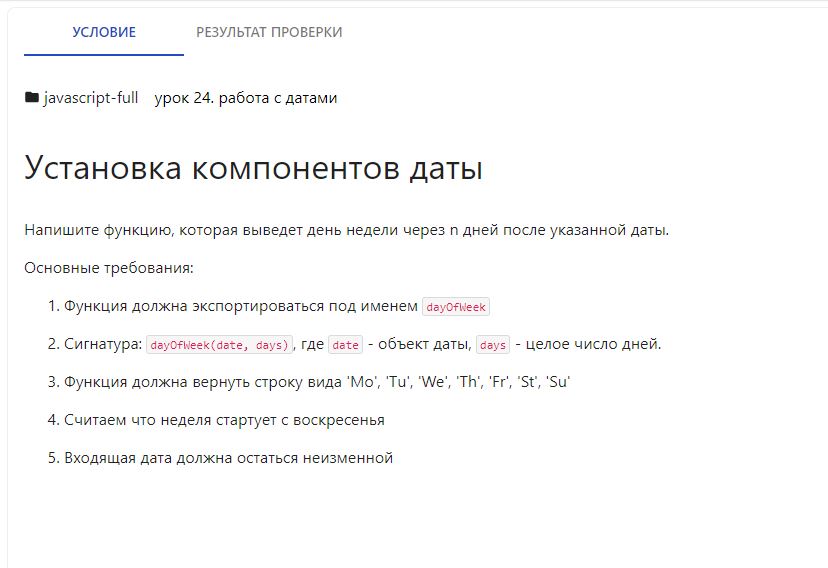 УСЛОВИЕ РЕЗУЛЬТАТ ПРОВЕРКИ
javascript-full урок 24. работа с датами
Установка компонентов даты
Напишите функцию, которая выведет день недели через n дней после указанной даты.
Основные требования:
1. Функция должна экспортироваться под именем dayOfWeek
2. Сигнатура: dayOfWeek(date, days), где date - объект даты, days - целое число дней.
3. Функция должна вернуть строку вида 'Mo', 'Tu', 'We', 'Th', 'Fr', 'St', 'Su'
4. Считаем что неделя стартует с воскресенья
5. Входящая дата должна остаться неизменной